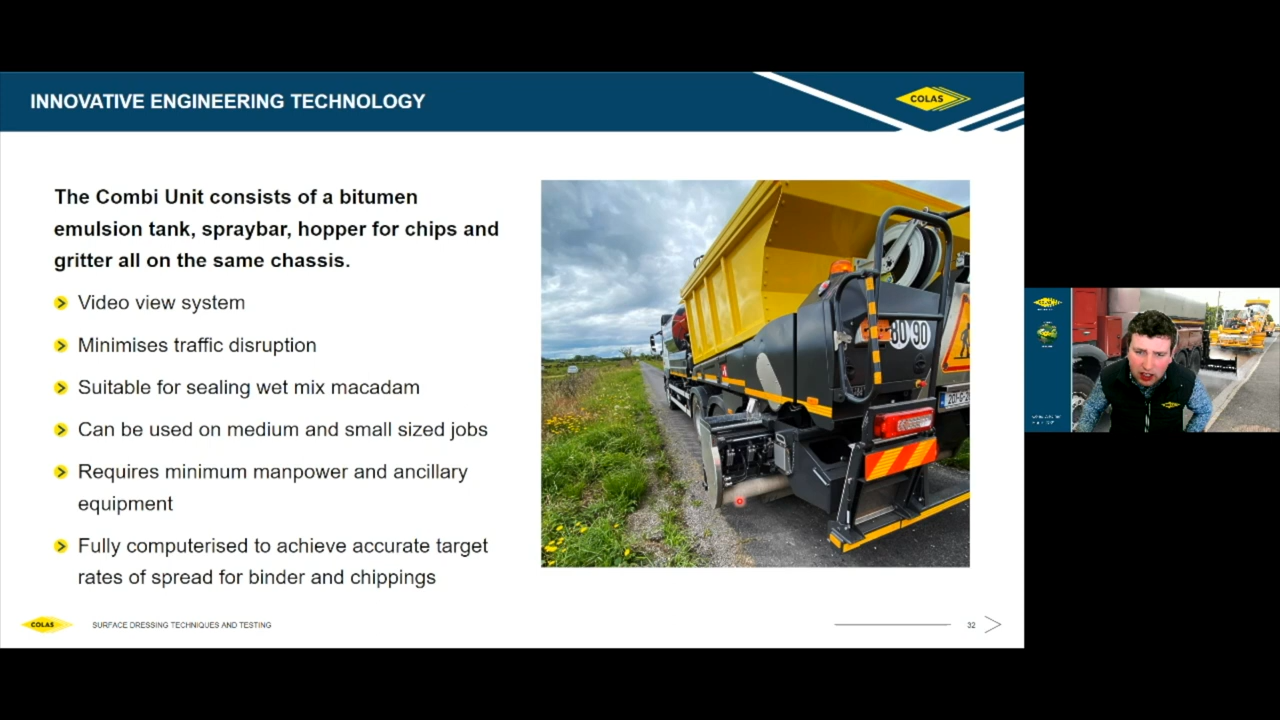 INNOVATIVE ENGINEERING TECHNOLOGY
COLAS
The Combi Unit consists of a bitumen
emulsion tank, spraybar, hopper for chips and
gritter all on the same chassis.
Video view system
Minimises traffic disruption
Suitable for sealing wet mix macadam
Can be used on medium and small sized jobs
Requires minimum manpower and ancillary
equipment
Fully computerised to achieve accurate target
rates of spread for binder and chippings
80 90
COLAS
SURFACE DRESSING TECHNIQUES AND TESTING
32